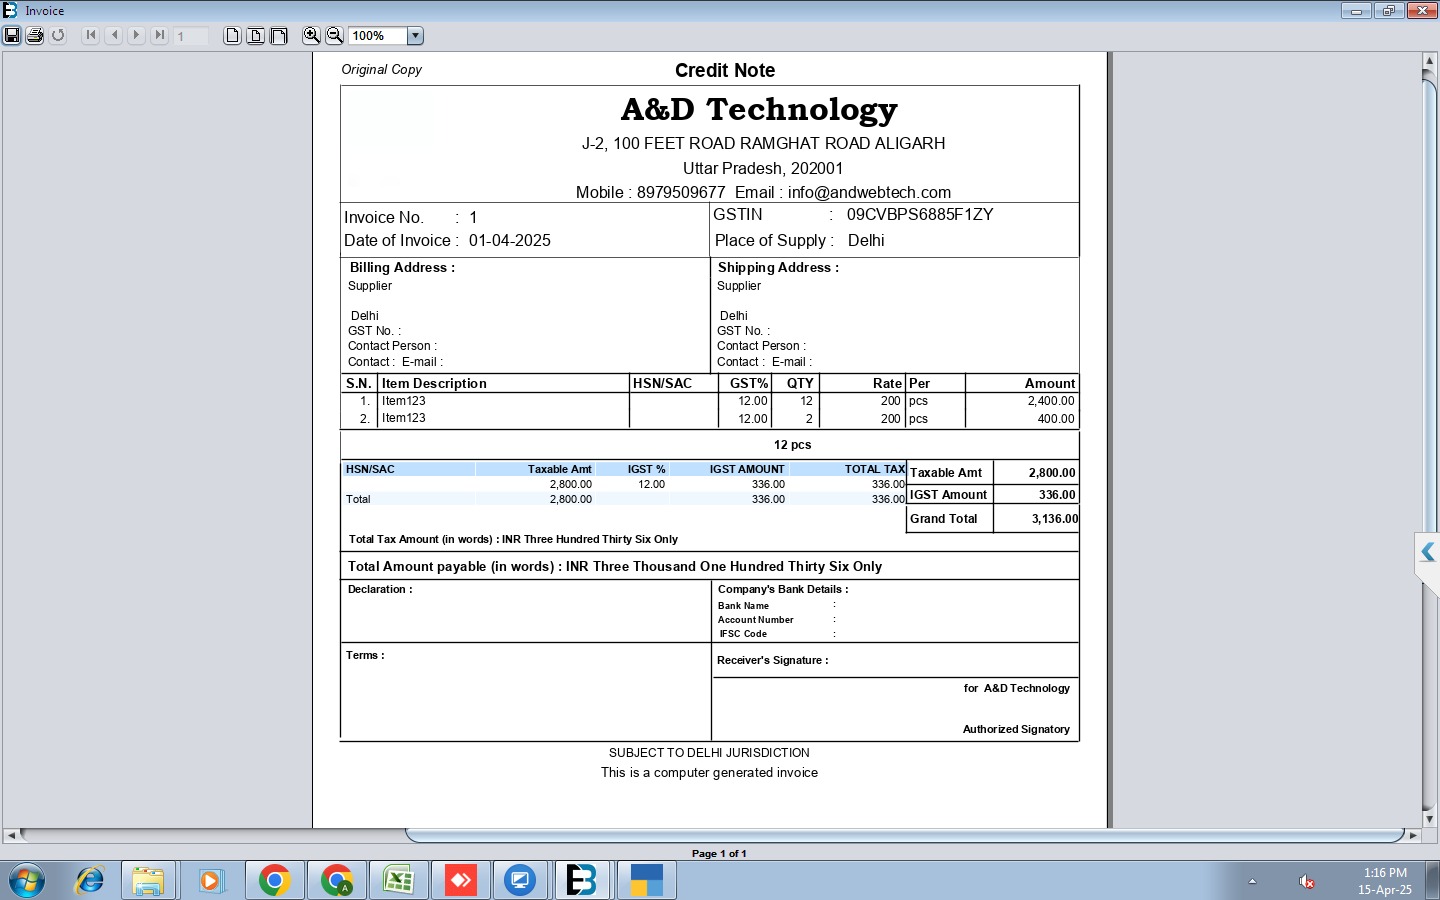 Invoice
1
100%
Original Copy
Credit Note
A&D Technology
J-2, 100 FEET ROAD RAMGHAT ROAD ALIGARH
Uttar Pradesh, 202001
Mobile : 8979509677 Email : info@andwebtech.com
Invoice No. : 1
GSTIN : 09CVBPS6885F1ZY
Date of Invoice : 01-04-2025
Place of Supply : Delhi
Billing Address :
Shipping Address :
Supplier
Supplier
Delhi
Delhi
GST No. :
GST No. :
Contact Person :
Contact Person :
Contact : E-mail :
Contact : E-mail :
S.N. Item Description HSN/SAC GST% QTY Rate Per Amount
1. Item123 12.00 12 200 pcs 2,400.00
2. Item123 12.00 2 200 pcs 400.00
12 pcs
HSN/SAC Taxable Amt IGST % IGST AMOUNT TOTAL TAX
2,800.00 12.00 336.00 336.00
Total 2,800.00 336.00 336.00
Taxable Amt 2,800.00
IGST Amount 336.00
Grand Total 3,136.00
Total Tax Amount (in words) : INR Three Hundred Thirty Six Only
Total Amount payable (in words) : INR Three Thousand One Hundred Thirty Six Only
Declaration :
Company's Bank Details :
Bank Name :
Account Number :
IFSC Code :
Terms :
Receiver's Signature :
for A&D Technology
Authorized Signatory
SUBJECT TO DELHI JURISDICTION
This is a computer generated invoice
Page 1 of 1
1:16 PM
15-Apr-25